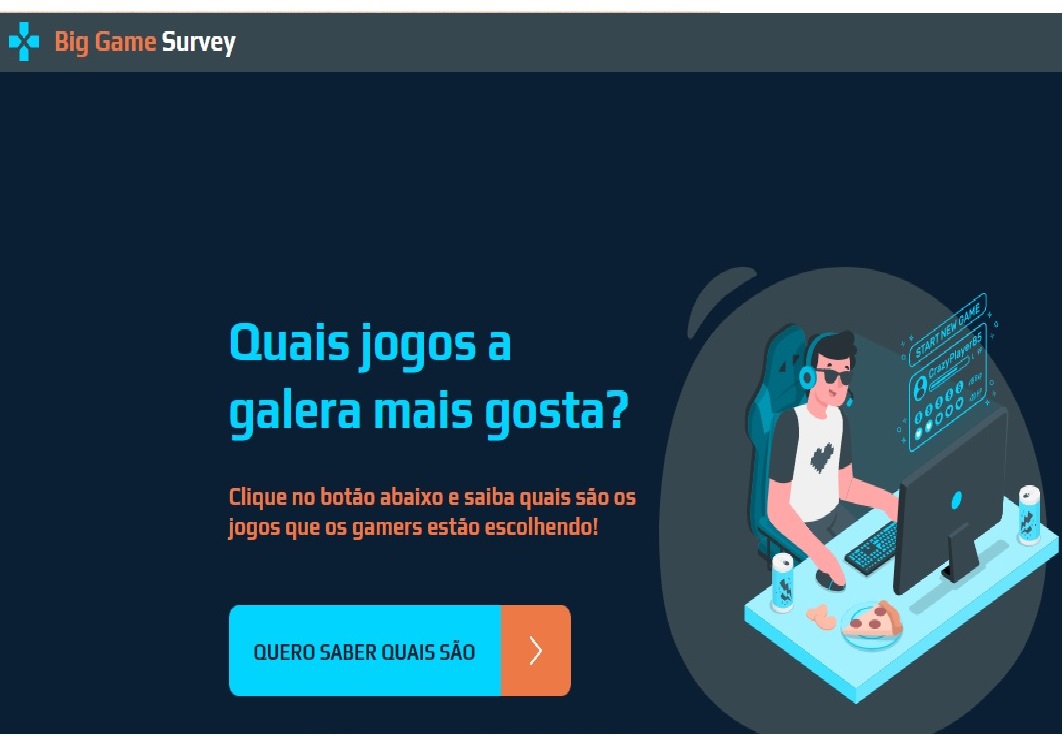 Big Game Survey
Quais jogos a
galera mais gosta?
Clique no botão abaixo e saiba quais são os
jogos que os gamers estão escolhendo!
QUERO SABER QUAIS SÃO
START NEW GAME
CrazyPlayer85